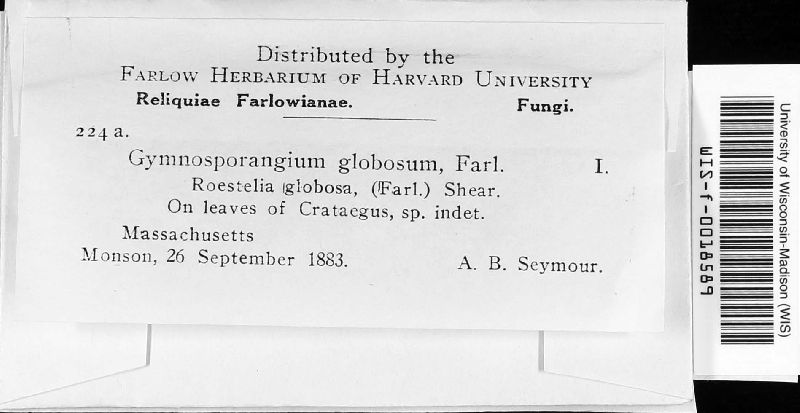 Distributed by the
FARLOW HERBARIUM OF HARVARD UNIVERSITY
Reliquiae Farlowianae. Fungi.
224 a.
Gymnosporangium globosum, Farl. I.
Roestelia globosa, (Farl.) Shear.
On leaves of Crataegus, sp. indet.
Massachusetts
Monson, 26 September 1883. A. B. Seymour.
University of Wisconsin-Madison (WIS)
WIS-f-0018589